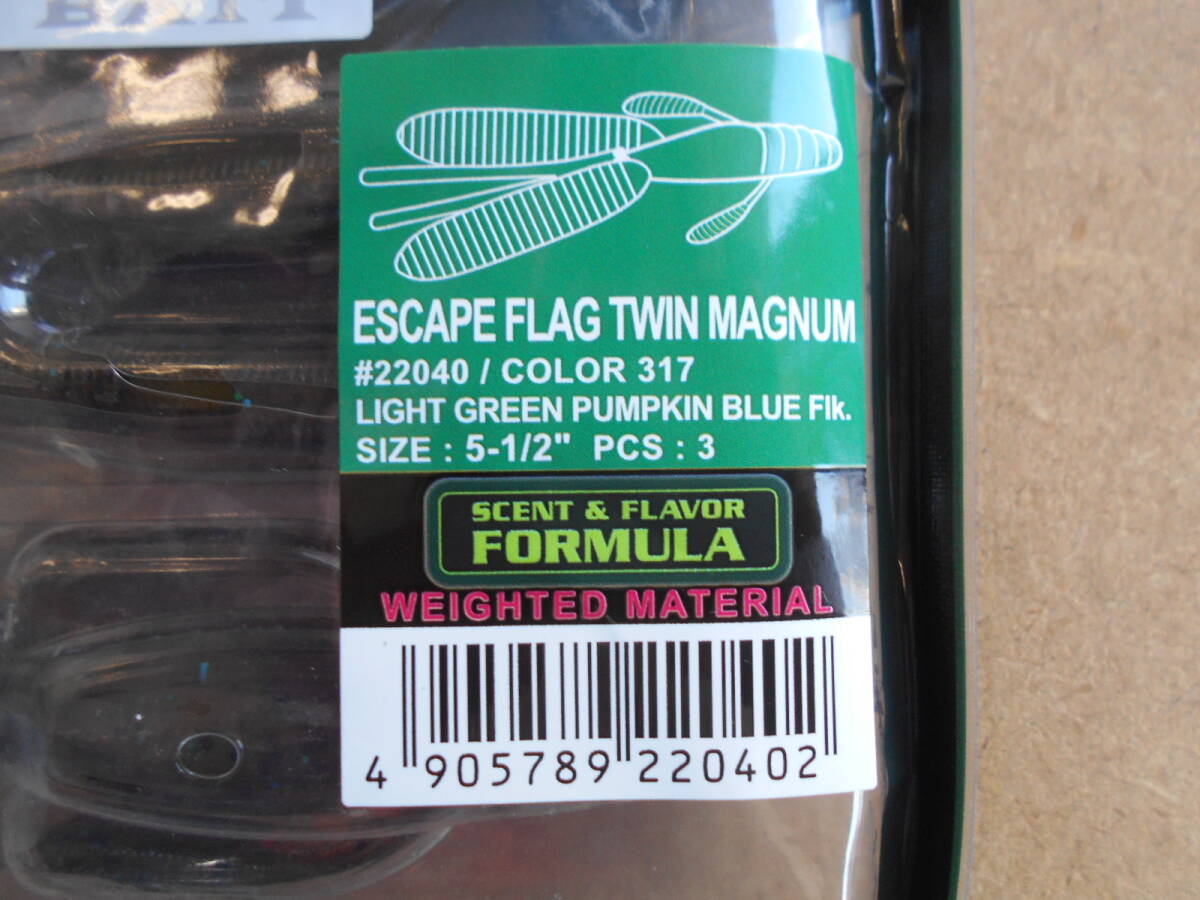 ESCAPE FLAG TWIN MAGNUM
#22040 / COLOR 317
LIGHT GREEN PUMPKIN BLUE Flk.
SIZE : 5-1/2" PCS : 3
SCENT & FLAVOR
FORMULA
WEIGHTED MATERIAL
4 905789 220402